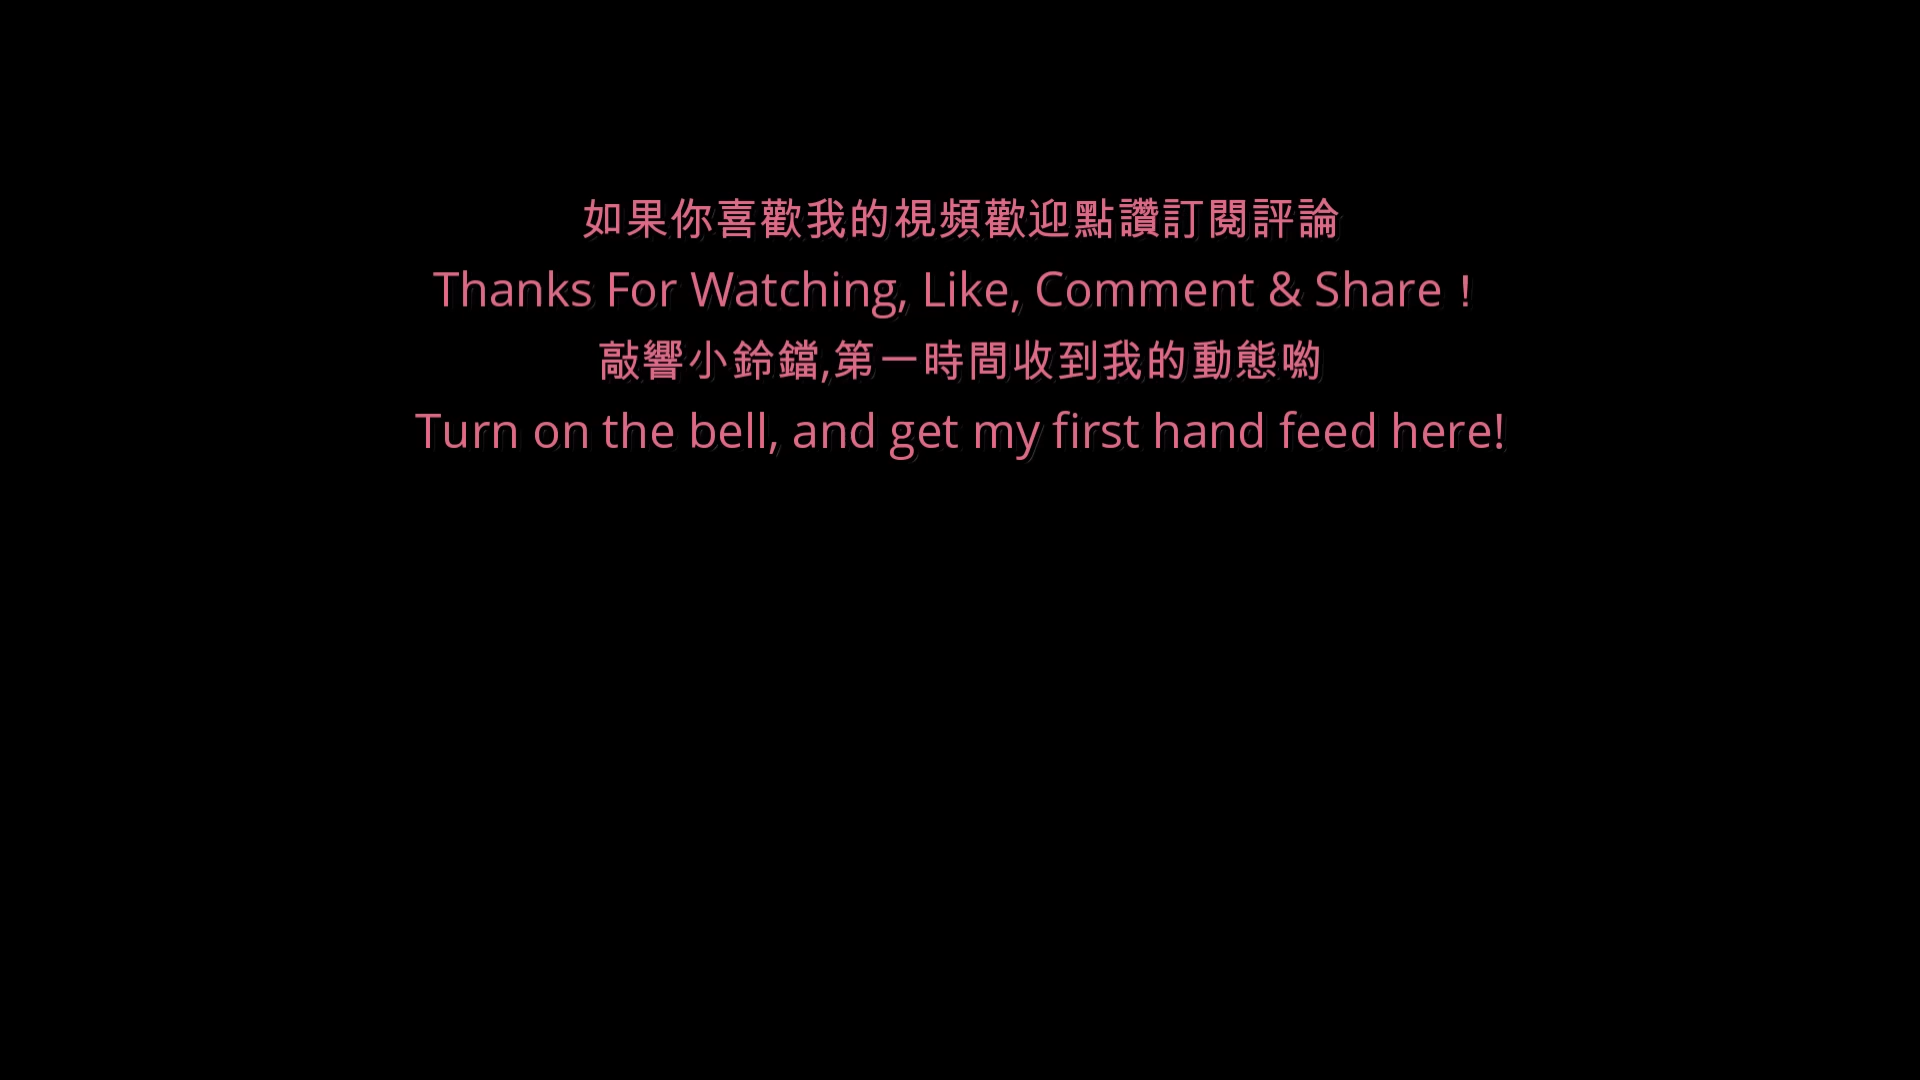 如果你喜歡我的視頻歡迎點讚訂閱評論
Thanks For Watching, Like, Comment & Share！
敲響小鈴鐺,第一時間收到我的動態喲
Turn on the bell, and get my first hand feed here!